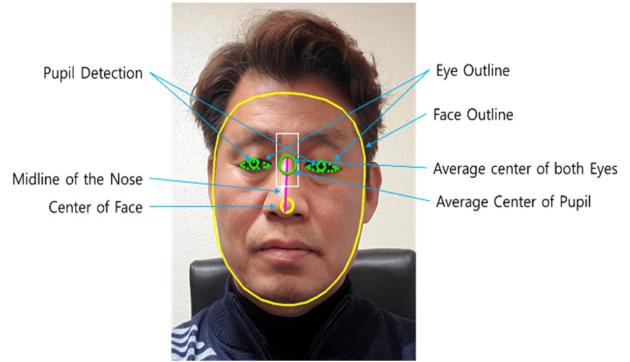 Pupil Detection
Eye Outline
Face Outline
Average center of both Eyes
Midline of the Nose
Average Center of Pupil
Center of Face